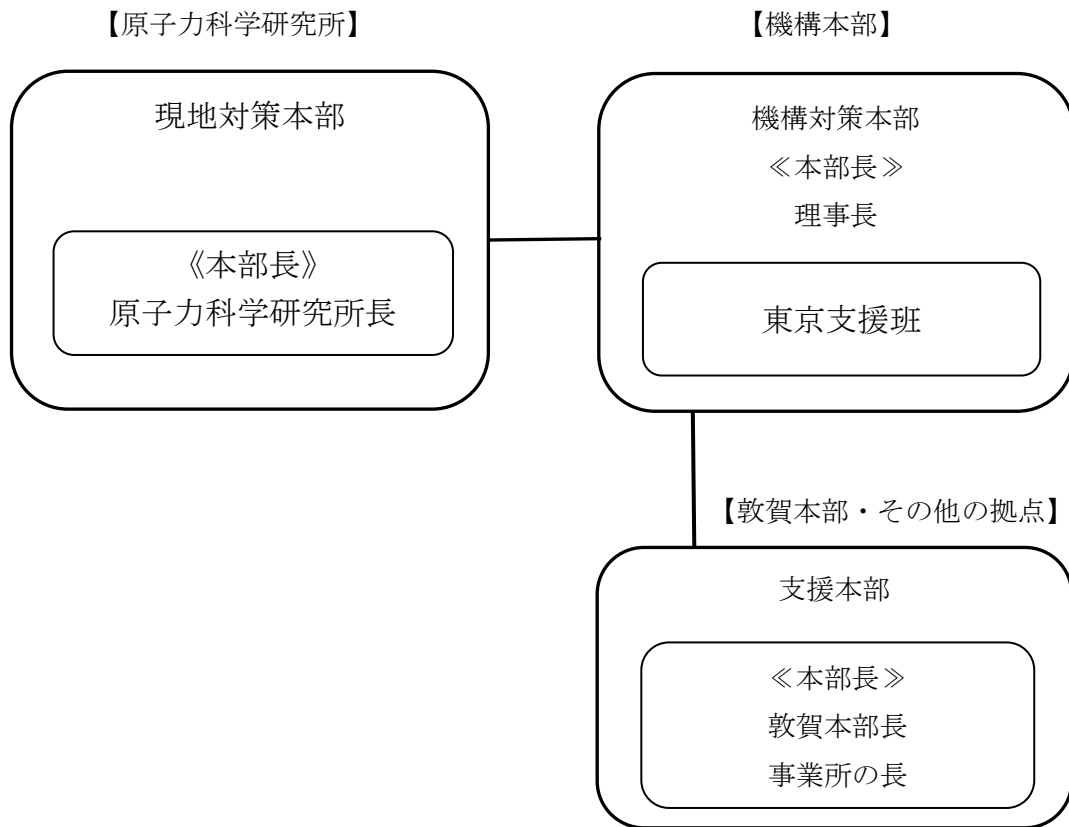 【原子力科学研究所】
現地対策本部
《本部長》
原子力科学研究所長
【機構本部】
機構対策本部
≪本部長≫
理事長
東京支援班
【敦賀本部・その他の拠点】
支援本部
≪本部長≫
敦賀本部長
事業所の長